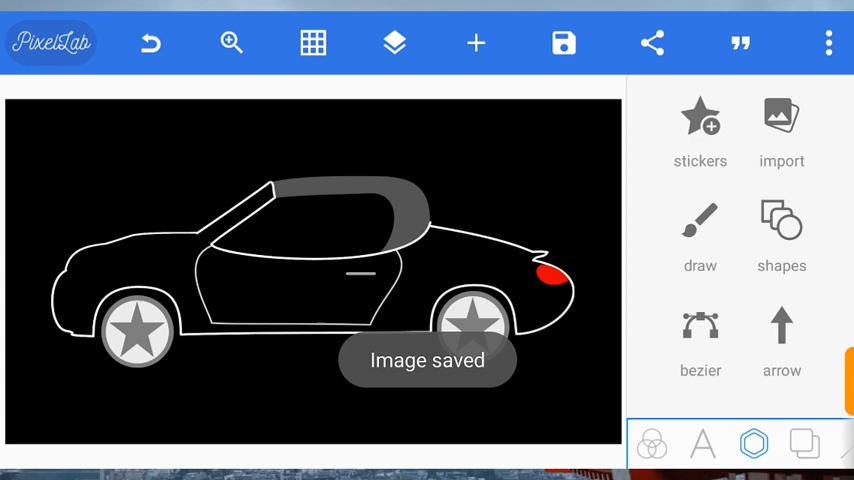 PixelLab
stickers
import
draw
shapes
bezier
arrow
Image saved